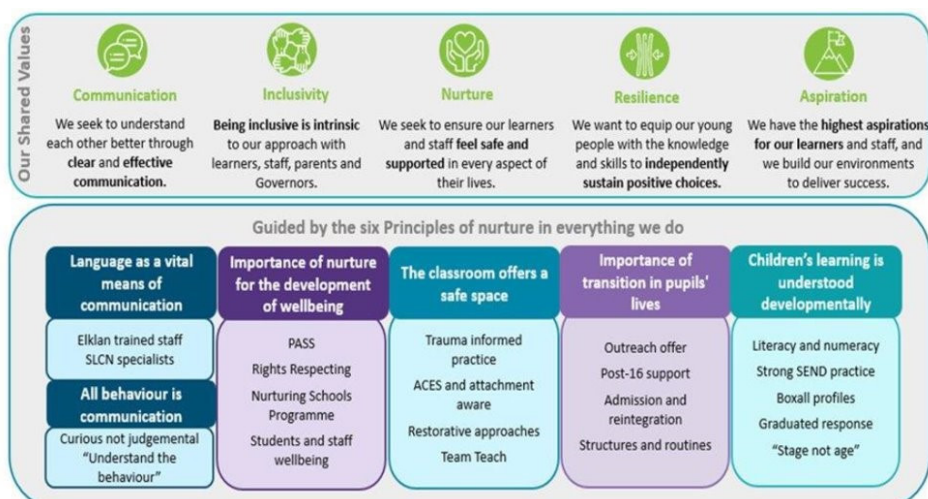 Our Shared Values
Communication
We seek to understand
each other better through
clear and effective
communication.
Inclusivity
Being inclusive is intrinsic
to our approach with
learners, staff, parents and
Governors.
Nurture
We seek to ensure our learners
and staff feel safe and
supported in every aspect of
their lives.
Resilience
We want to equip our young
people with the knowledge
and skills to independently
sustain positive choices.
Aspiration
We have the highest aspirations
for our learners and staff, and
we build our environments
to deliver success.
Guided by the six Principles of nurture in everything we do
Language as a vital
means of
communication
Elklan trained staff
SLCN specialists
All behaviour is
communication
Curious not judgemental
“Understand the
behaviour”
Importance of nurture
for the development
of wellbeing
PASS
Rights Respecting
Nurturing Schools
Programme
Students and staff
wellbeing
The classroom offers a
safe space
Trauma informed
practice
ACES and attachment
aware
Restorative approaches
Team Teach
Importance of
transition in pupils'
lives
Outreach offer
Post-16 support
Admission and
reintegration
Structures and routines
Children’s learning is
understood
developmentally
Literacy and numeracy
Strong SEND practice
Boxall profiles
Graduated response
“Stage not age”